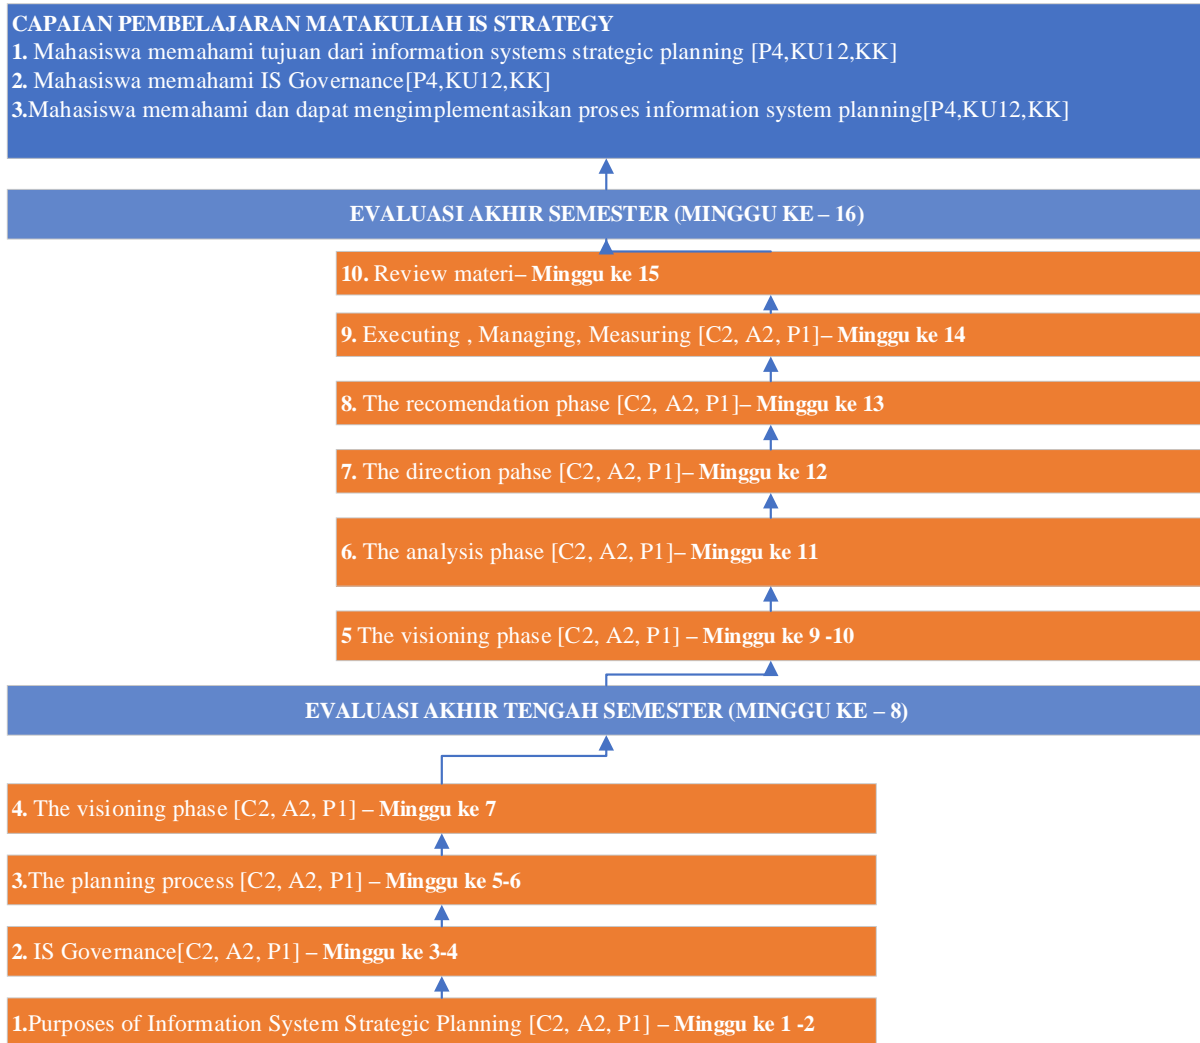 CAPAIAN PEMBELAJARAN MATAKULIAH IS STRATEGY
1. Mahasiswa memahami tujuan dari information systems strategic planning [P4,KU12,KK]
2. Mahasiswa memahami IS Governance[P4,KU12,KK]
3.Mahasiswa memahami dan dapat mengimplementasikan proses information system planning[P4,KU12,KK]
EVALUASI AKHIR SEMESTER (MINGGU KE – 16)
10. Review materi– Minggu ke 15
9. Executing , Managing, Measuring [C2, A2, P1]– Minggu ke 14
8. The recomendation phase [C2, A2, P1]– Minggu ke 13
7. The direction pahse [C2, A2, P1]– Minggu ke 12
6. The analysis phase [C2, A2, P1]– Minggu ke 11
5 The visioning phase [C2, A2, P1] – Minggu ke 9 -10
EVALUASI AKHIR TENGAH SEMESTER (MINGGU KE – 8)
4. The visioning phase [C2, A2, P1] – Minggu ke 7
3.The planning process [C2, A2, P1] – Minggu ke 5-6
2. IS Governance[C2, A2, P1] – Minggu ke 3-4
1.Purposes of Information System Strategic Planning [C2, A2, P1] – Minggu ke 1 -2